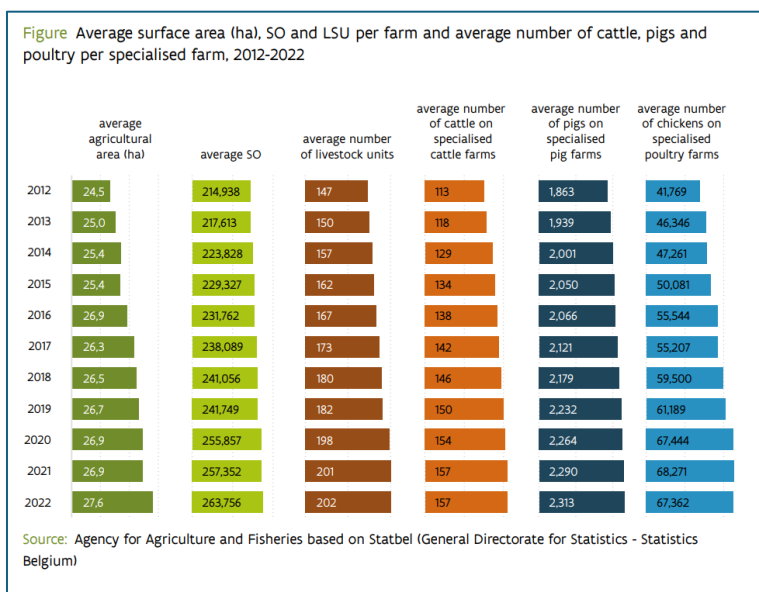 Figure Average surface area (ha), SO and LSU per farm and average number of cattle, pigs and
poultry per specialised farm, 2012-2022
average
agricultural
area (ha)
average SO
average number
of livestock units
average number
of cattle on
specialised
cattle farms
average number
of pigs on
specialised
pig farms
average number
of chickens on
specialised
poultry farms
2012 24,5 214,938 147 113 1,863 41,769
2013 25,0 217,613 150 118 1,939 46,346
2014 25,4 223,828 157 129 2,001 47,261
2015 25,4 229,327 162 134 2,050 50,081
2016 26,9 231,762 167 138 2,066 55,544
2017 26,3 238,089 173 142 2,121 55,207
2018 26,5 241,056 180 146 2,179 59,500
2019 26,7 241,749 182 150 2,232 61,189
2020 26,9 255,857 198 154 2,264 67,444
2021 26,9 257,352 201 157 2,290 68,271
2022 27,6 263,756 202 157 2,313 67,362
Source: Agency for Agriculture and Fisheries based on Statbel (General Directorate for Statistics - Statistics
Belgium)